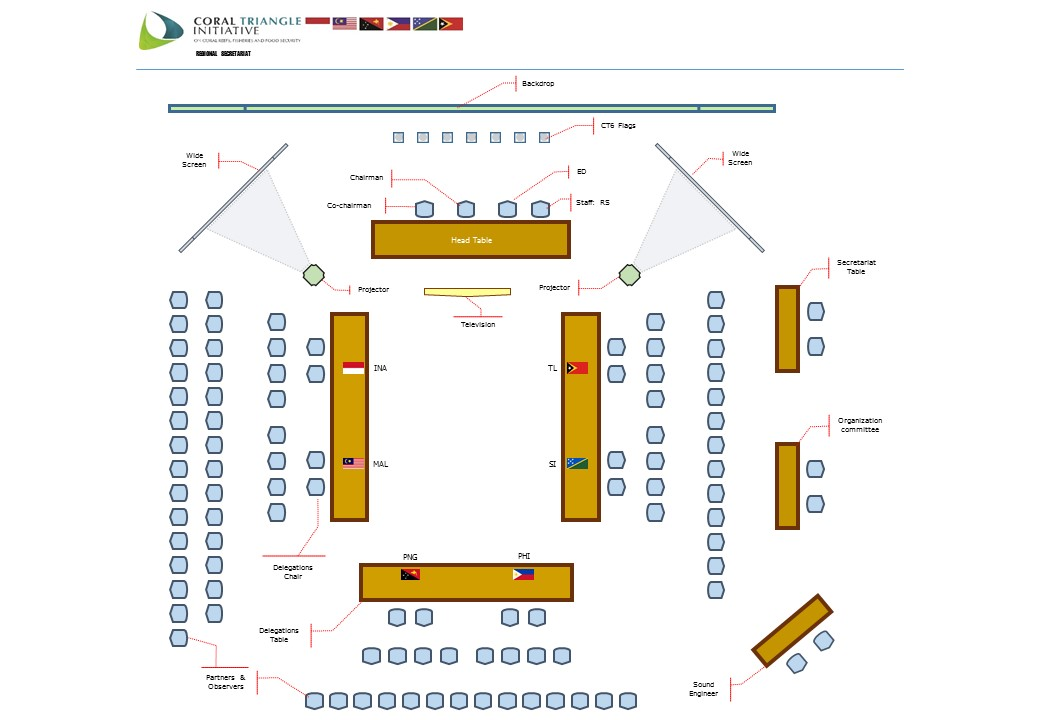 CORAL TRIANGLE
INITIATIVE
ON CORAL REEFS, FISHERIES AND FOOD SECURITY
REGIONAL SECRETARIAT
Backdrop
CT6 Flags
Wide
Screen
Wide
Screen
Chairman
ED
Co-chairman
Staff: RS
Head Table
Secretariat
Table
Projector
Projector
Television
INA
TL
Organization
committee
MAL
SI
PNG
PHI
Delegations
Chair
Delegations
Table
Partners &
Observers
Sound
Engineer